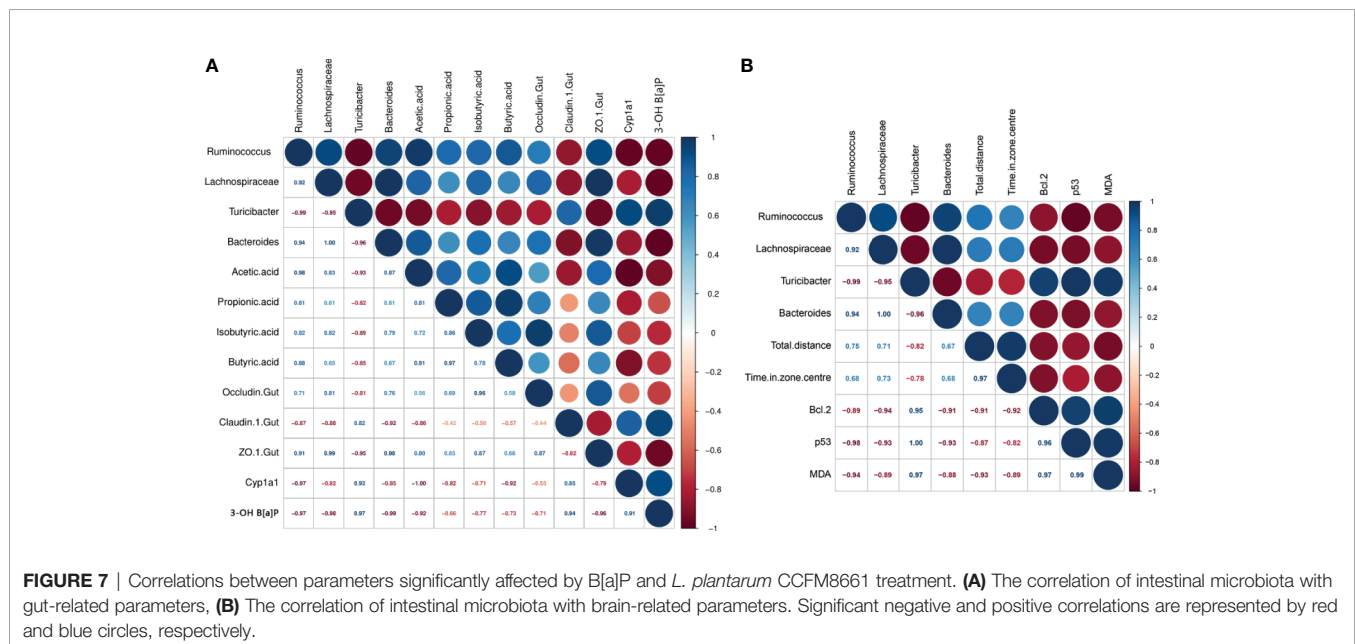 A
Ruminococcus Lachnospiraceae Turicibacter Bacteroides Acetic.acid Propionic.acid Isobutyric.acid Butyric.acid Occludin.Gut Claudin.1.Gut ZO.1.Gut Cyp1a1 3-OH B[a]P
Ruminococcus
Lachnospiraceae 0.92
Turicibacter −0.99 −0.95
Bacteroides 0.94 1.00 −0.96
Acetic.acid 0.98 0.83 −0.93 0.87
Propionic.acid 0.81 0.61 −0.82 0.61 0.81
Isobutyric.acid 0.82 0.82 −0.89 0.79 0.72 0.86
Butyric.acid 0.88 0.65 −0.85 0.67 0.91 0.97 0.78
Occludin.Gut 0.71 0.81 −0.81 0.76 0.56 0.69 0.96 0.58
Claudin.1.Gut −0.87 −0.88 0.82 −0.92 −0.86 −0.42 −0.50 −0.57 −0.44
ZO.1.Gut 0.91 0.99 −0.95 0.98 0.80 0.65 0.87 0.66 0.87 −0.82
Cyp1a1 −0.97 −0.82 0.93 −0.85 −1.00 −0.82 −0.71 −0.92 −0.55 0.85 −0.79
3-OH B[a]P −0.97 −0.98 0.97 −0.99 −0.92 −0.66 −0.77 −0.73 −0.71 0.94 −0.96 0.91
1
0.8
0.6
0.4
0.2
0
−0.2
−0.4
−0.6
−0.8
−1
B
Ruminococcus Lachnospiraceae Turicibacter Bacteroides Total.distance Time.in.zone.centre Bcl.2 p53 MDA
Ruminococcus
Lachnospiraceae 0.92
Turicibacter −0.99 −0.95
Bacteroides 0.94 1.00 −0.96
Total.distance 0.75 0.71 −0.82 0.67
Time.in.zone.centre 0.68 0.73 −0.78 0.68 0.97
Bcl.2 −0.89 −0.94 0.95 −0.91 −0.91 −0.92
p53 −0.98 −0.93 1.00 −0.93 −0.87 −0.82 0.96
MDA −0.94 −0.89 0.97 −0.88 −0.93 −0.89 0.97 0.99
1
0.8
0.6
0.4
0.2
0
−0.2
−0.4
−0.6
−0.8
−1
FIGURE 7 | Correlations between parameters significantly affected by B[a]P and L. plantarum CCFM8661 treatment. (A) The correlation of intestinal microbiota with
gut-related parameters, (B) The correlation of intestinal microbiota with brain-related parameters. Significant negative and positive correlations are represented by red
and blue circles, respectively.